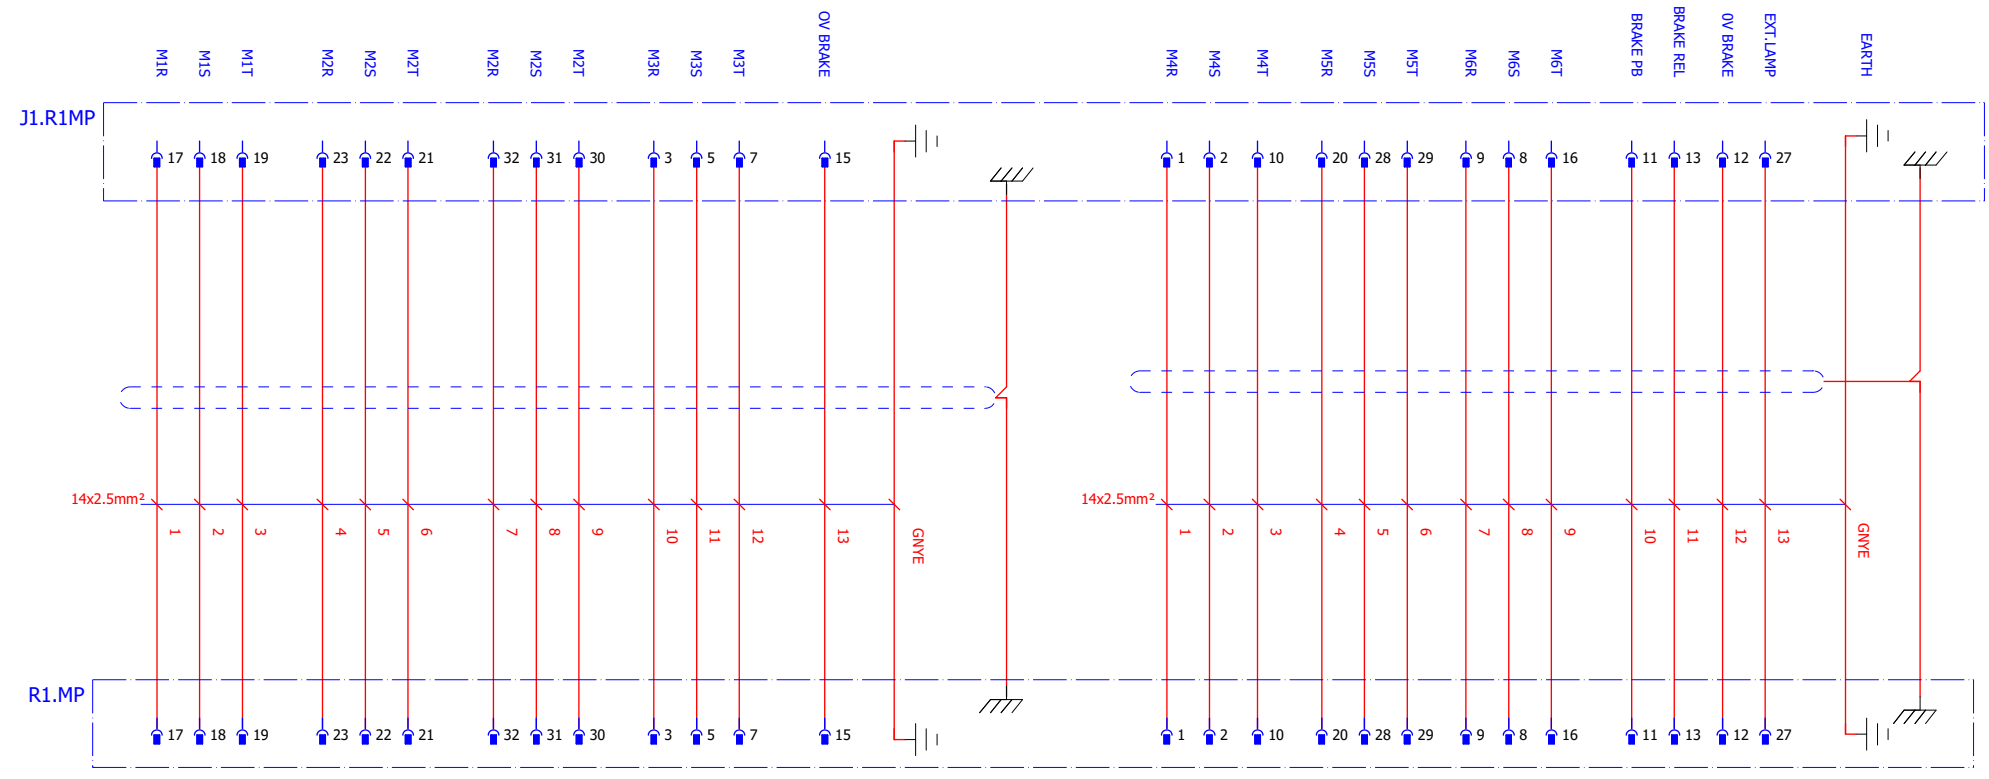 M1R M1S M1T M2R M2S M2T M2R M2S M2T M3R M3S M3T OV BRAKE M4R M4S M4T M5R M5S M5T M6R M6S M6T BRAKE PB BRAKE REL 0V BRAKE EXT.LAMP EARTH
J1.R1MP
17 18 19 23 22 21 32 31 30 3 5 7 15 1 2 10 20 28 29 9 8 16 11 13 12 27
14x2.5mm² 14x2.5mm²
1 2 3 4 5 6 7 8 9 10 11 12 13 GNYE 1 2 3 4 5 6 7 8 9 10 11 12 13 GNYE
R1.MP
17 18 19 23 22 21 32 31 30 3 5 7 15 1 2 10 20 28 29 9 8 16 11 13 12 27